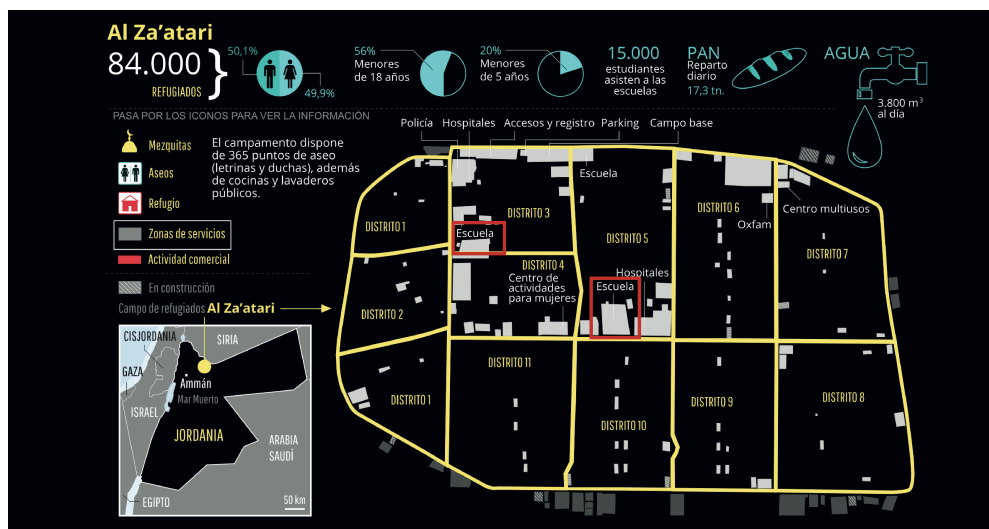 Al Za’atari
84.000
REFUGIADOS
50,1%
49,9%
56%
Menores
de 18 años
20%
Menores
de 5 años
15.000
estudiantes
asisten a las
escuelas
PAN
Reparto
diario
17,3 tn.
AGUA
3.800 m³
al día
PASA POR LOS ICONOS PARA VER LA INFORMACIÓN
Mezquitas
Aseos
Refugio
Zonas de servicios
Actividad comercial
En construcción
El campamento dispone
de 365 puntos de aseo
(letrinas y duchas), además
de cocinas y lavaderos
públicos.
Campo de refugiados Al Za’atari
CISJORDANIA
SIRIA
GAZA
Ammán
Mar Muerto
ISRAEL
JORDANIA
ARABIA
SAUDÍ
EGIPTO
50 km
Policía Hospitales Accesos y registro Parking Campo base
Escuela
DISTRITO 1
DISTRITO 3
Escuela
DISTRITO 5
DISTRITO 6
Oxfam
Centro multiusos
DISTRITO 7
DISTRITO 2
DISTRITO 4
Centro de
actividades
para mujeres
Hospitales
Escuela
DISTRITO 1
DISTRITO 11
DISTRITO 10
DISTRITO 9
DISTRITO 8